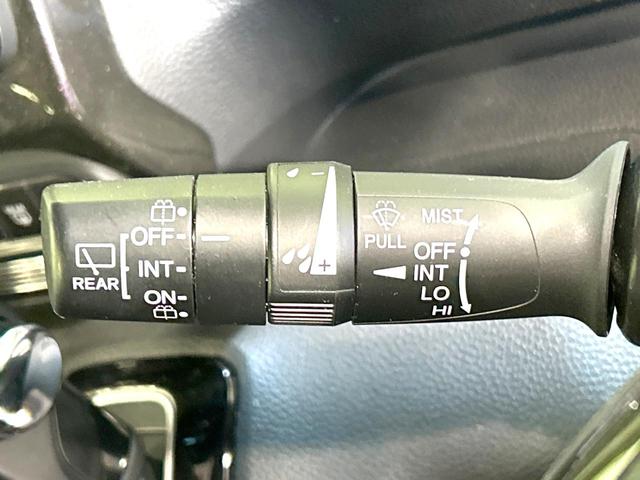 OFF
INT
ON
REAR
- 
+
MIST
PULL
OFF
INT
LO
HI